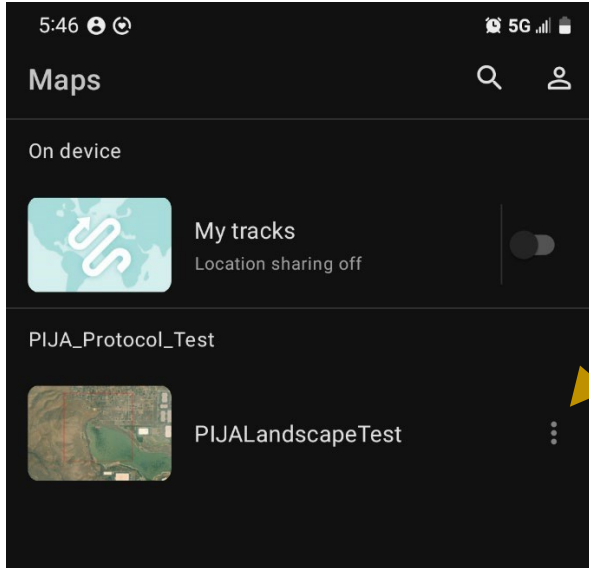 5:46 5G
Maps
On device
My tracks
Location sharing off
PIJA_Protocol_Test
PIJALandscapeTest